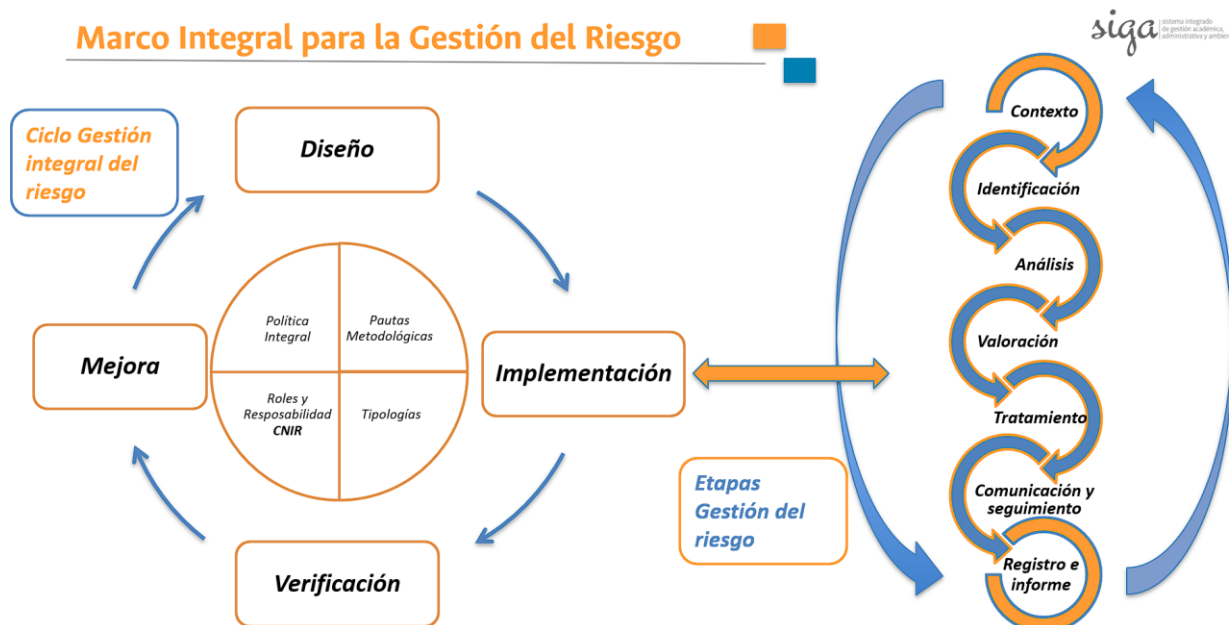 Marco Integral para la Gestión del Riesgo
siga
sistema integrado
de gestión académica,
administrativa y ambien
Ciclo Gestión
integral del
riesgo
Diseño
Política
Integral
Pautas
Metodológicas
Mejora
Implementación
Roles y
Resposabilidad
CNIR
Tipologías
Verificación
Etapas
Gestión del
riesgo
Contexto
Identificación
Análisis
Valoración
Tratamiento
Comunicación y
seguimiento
Registro e
informe